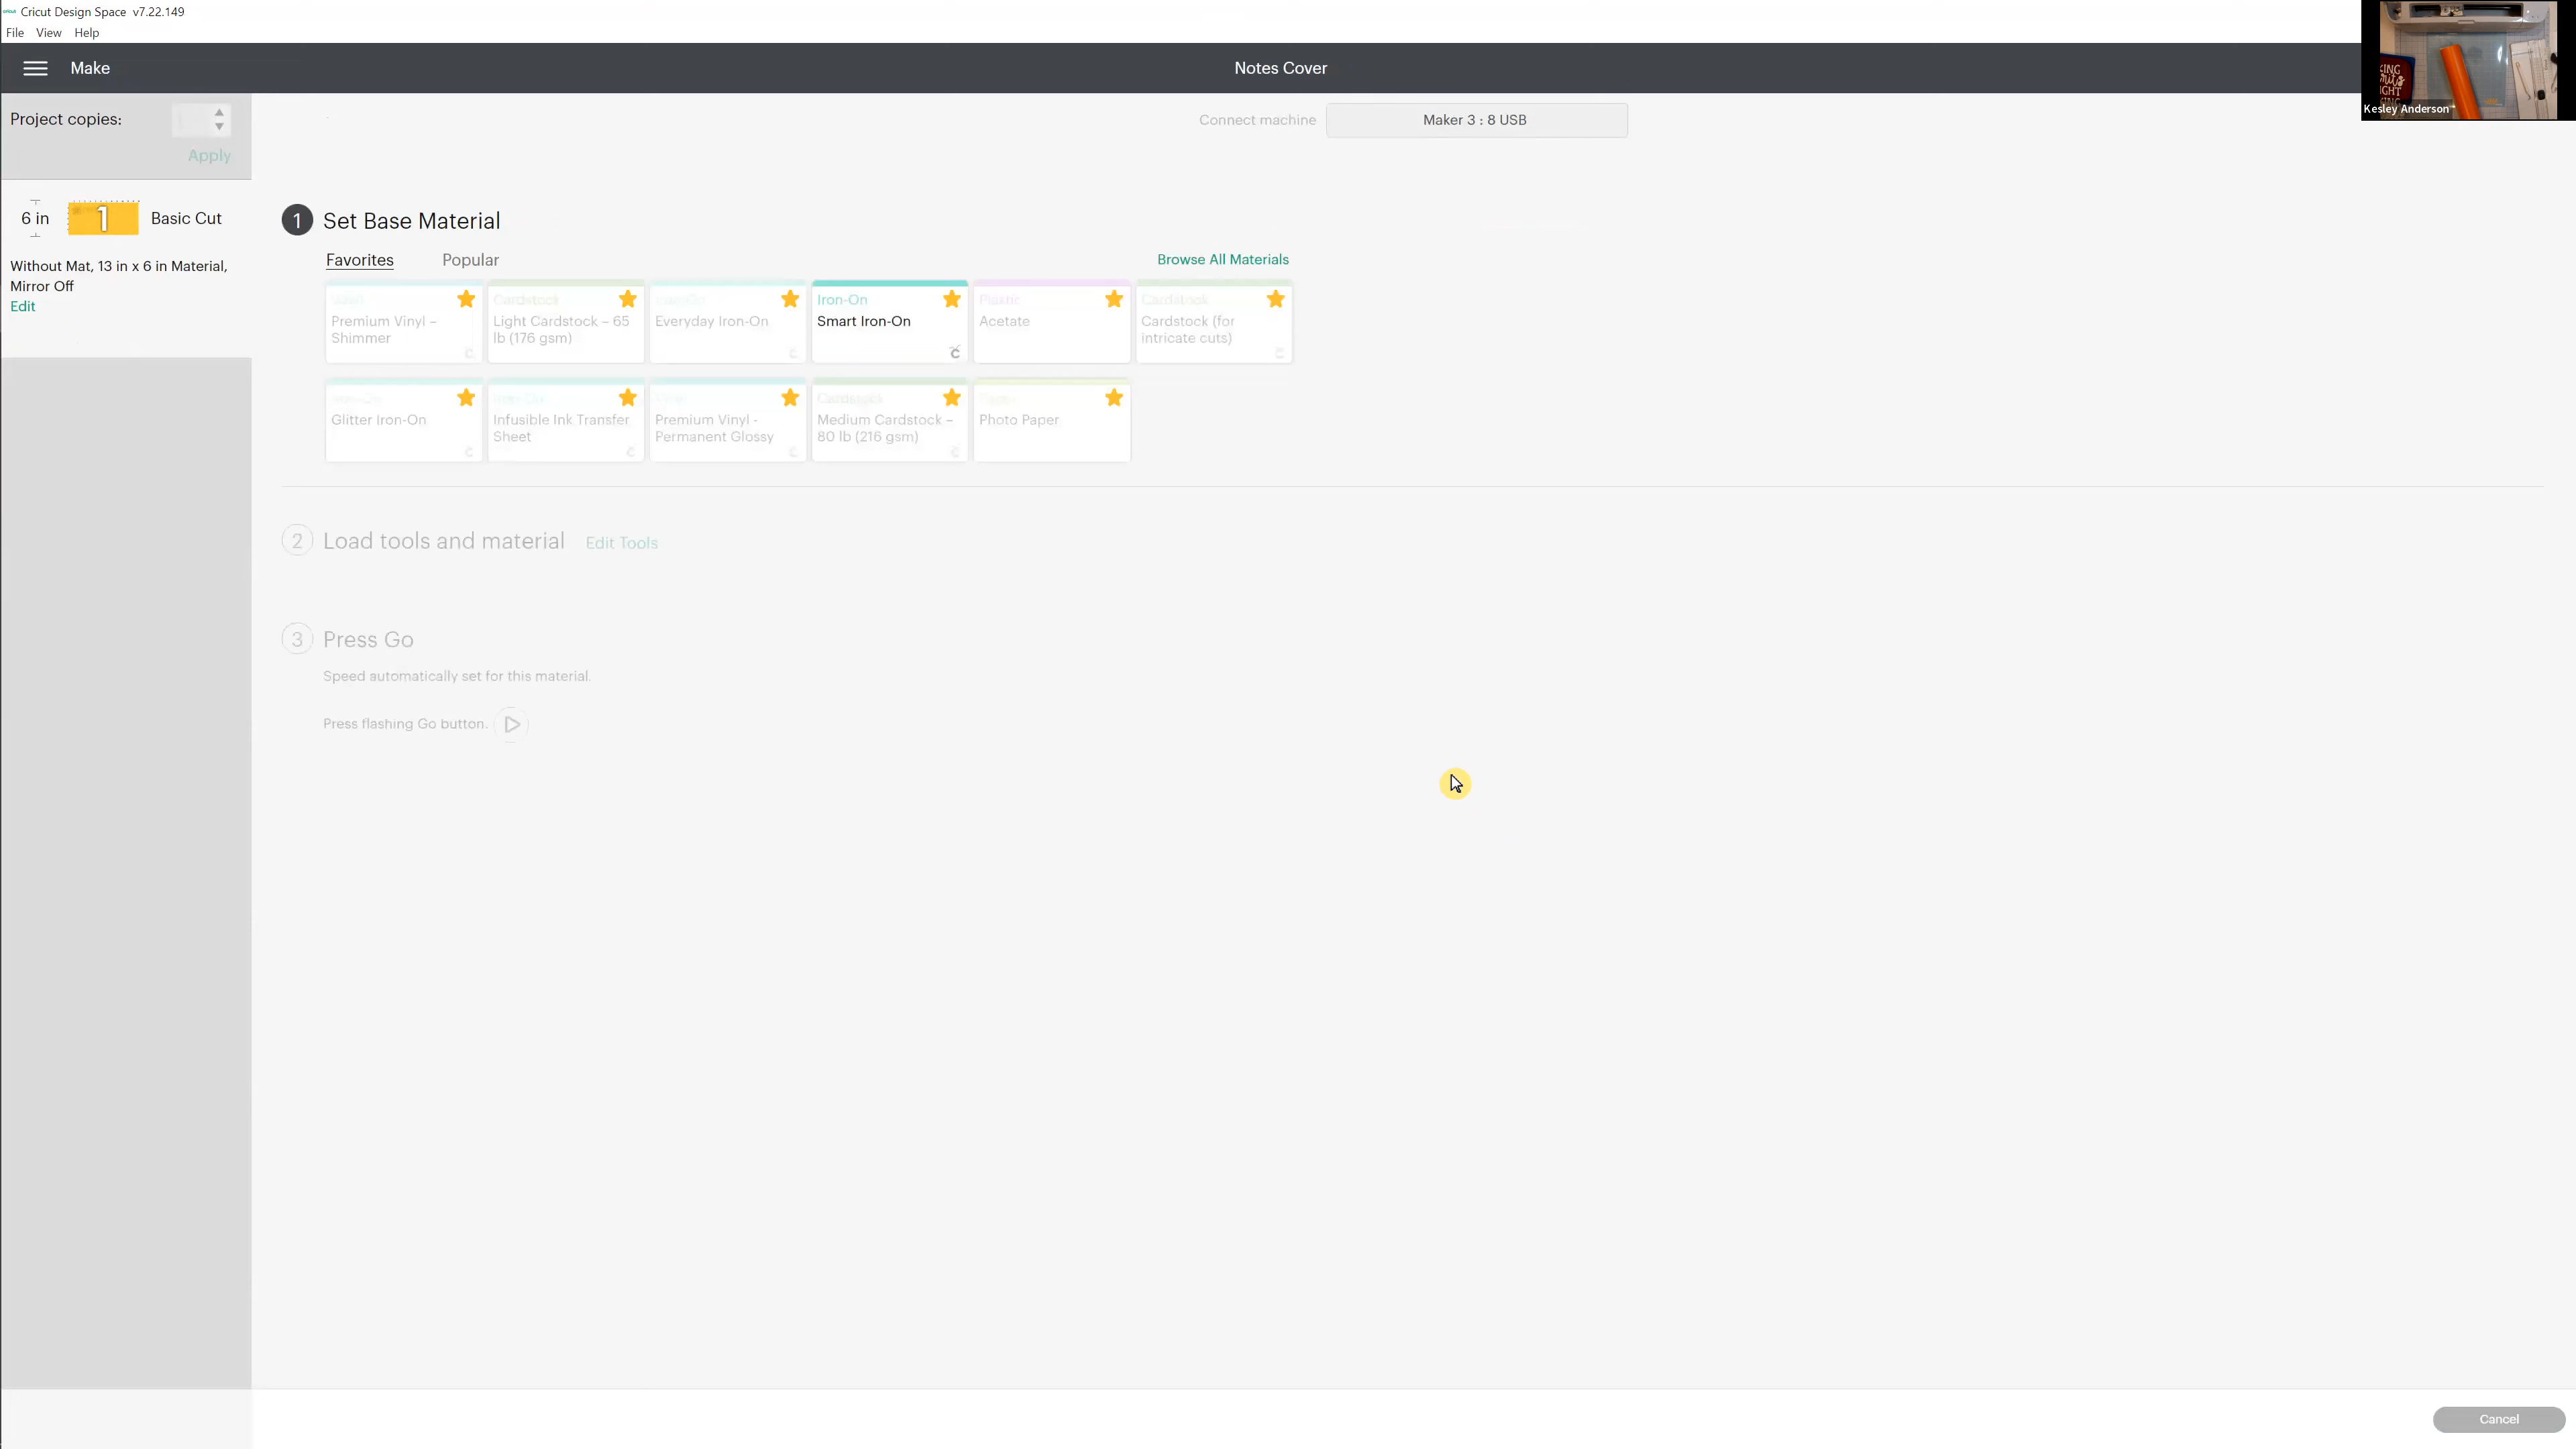 Cricut Design Space v7.22.149
File View Help
Make
Notes Cover
Kesley Anderson
Project copies:
Apply
Connect machine
Maker 3 : 8 USB
6 in
1
Basic Cut
Without Mat, 13 in x 6 in Material,
Mirror Off
Edit
1 Set Base Material
Favorites
Popular
Browse All Materials
Premium Vinyl –
Shimmer
Cardstock
Light Cardstock – 65
lb (176 gsm)
Everyday Iron-On
Iron-On
Smart Iron-On
Plastic
Acetate
Cardstock
Cardstock (for
intricate cuts)
Glitter Iron-On
Infusible Ink Transfer
Sheet
Premium Vinyl -
Permanent Glossy
Cardstock
Medium Cardstock –
80 lb (216 gsm)
Photo Paper
2 Load tools and material
Edit Tools
3 Press Go
Speed automatically set for this material.
Press flashing Go button.
Cancel